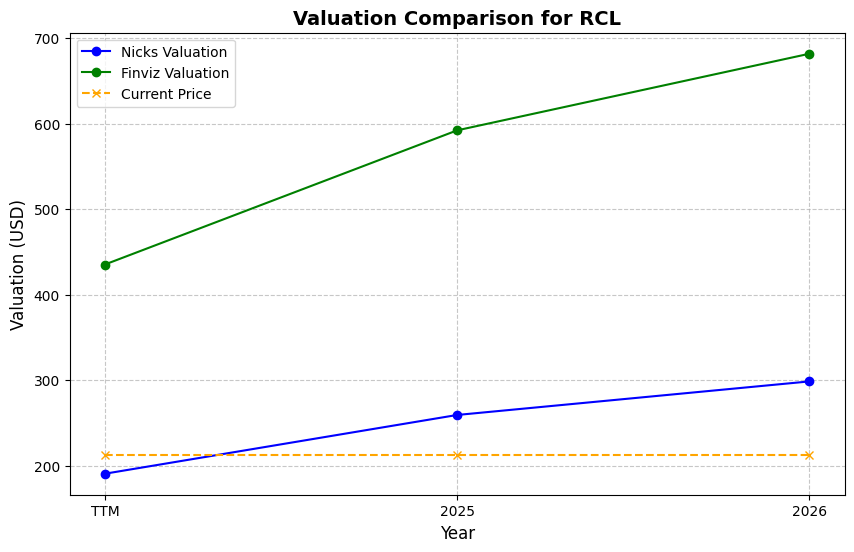 Valuation Comparison for RCL
Nicks Valuation
Finviz Valuation
Current Price
Valuation (USD)
700
600
500
400
300
200
TTM
2025
2026
Year